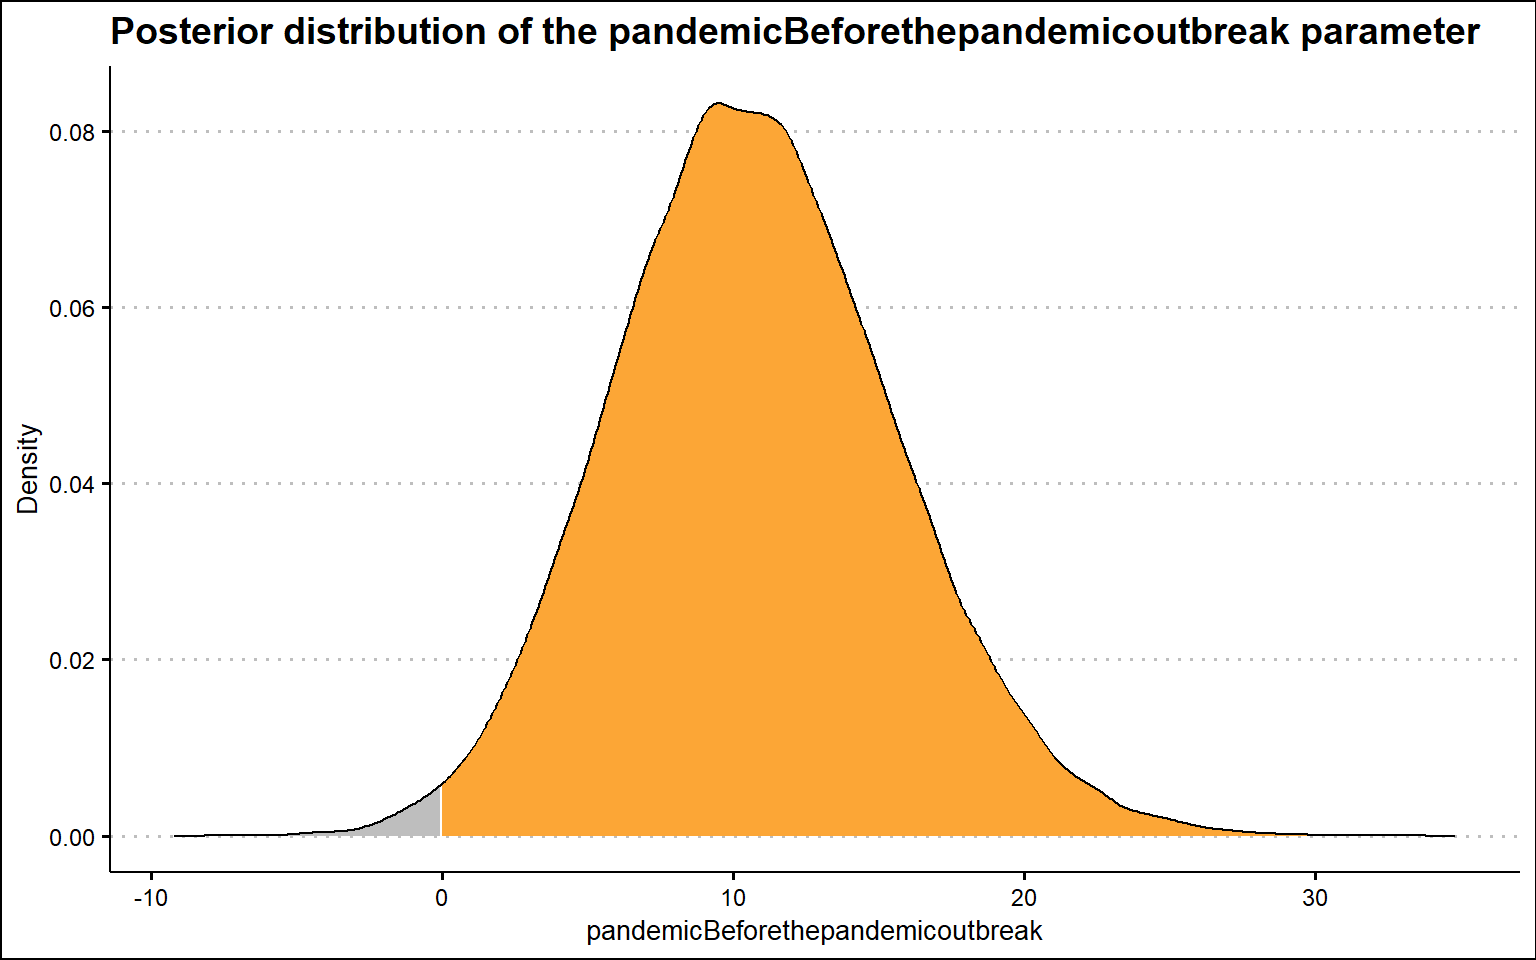 Posterior distribution of the pandemicBeforethepandemicoutbreak parameter
Density
0.08
0.06
0.04
0.02
0.00
-10 0 10 20 30
pandemicBeforethepandemicoutbreak